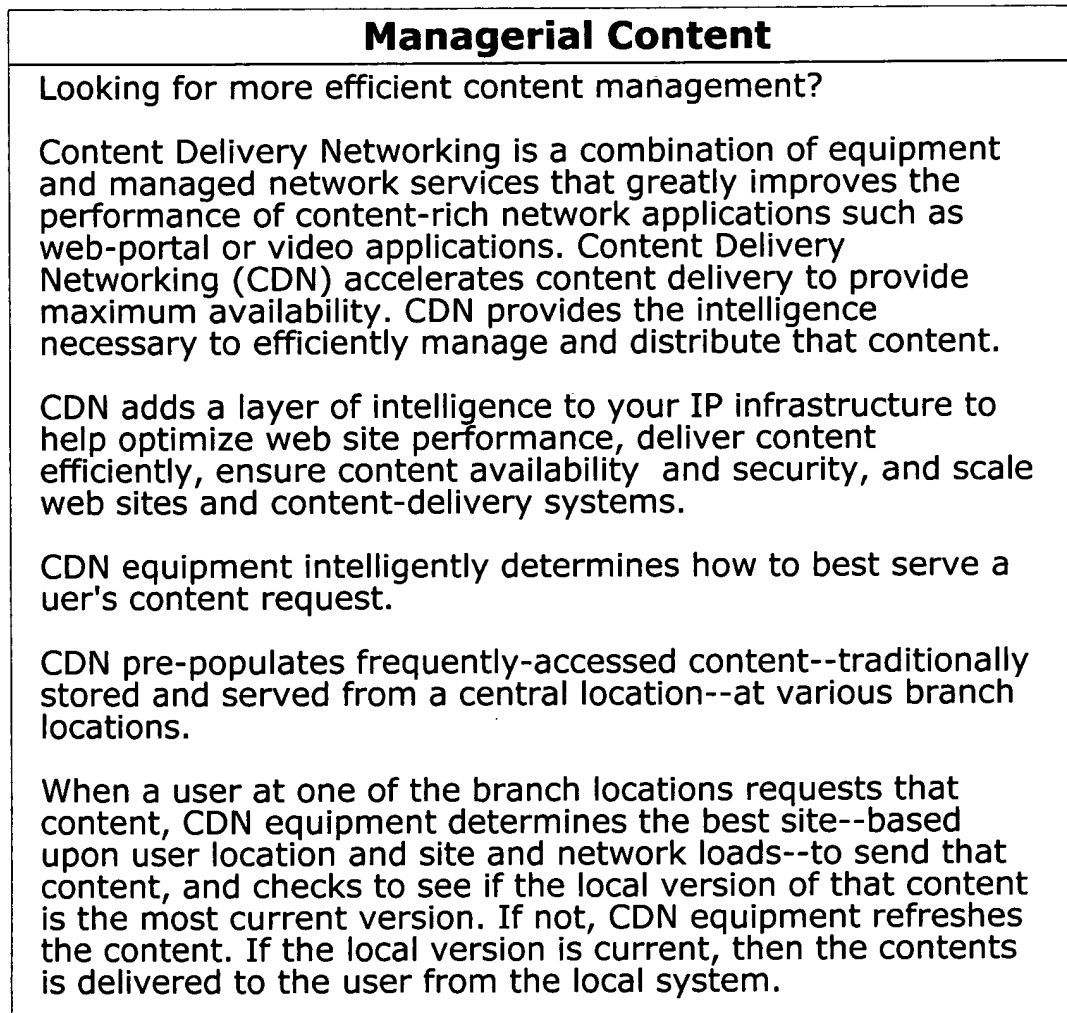 Managerial Content
Looking for more efficient content management?
Content Delivery Networking is a combination of equipment
and managed network services that greatly improves the
performance of content-rich network applications such as
web-portal or video applications. Content Delivery
Networking (CDN) accelerates content delivery to provide
maximum availability. CDN provides the intelligence
necessary to efficiently manage and distribute that content.
CDN adds a layer of intelligence to your IP infrastructure to
help optimize web site performance, deliver content
efficiently, ensure content availability and security, and scale
web sites and content-delivery systems.
CDN equipment intelligently determines how to best serve a
uer's content request.
CDN pre-populates frequently-accessed content--traditionally
stored and served from a central location--at various branch
locations.
When a user at one of the branch locations requests that
content, CDN equipment determines the best site--based
upon user location and site and network loads--to send that
content, and checks to see if the local version of that content
is the most current version. If not, CDN equipment refreshes
the content. If the local version is current, then the contents
is delivered to the user from the local system.